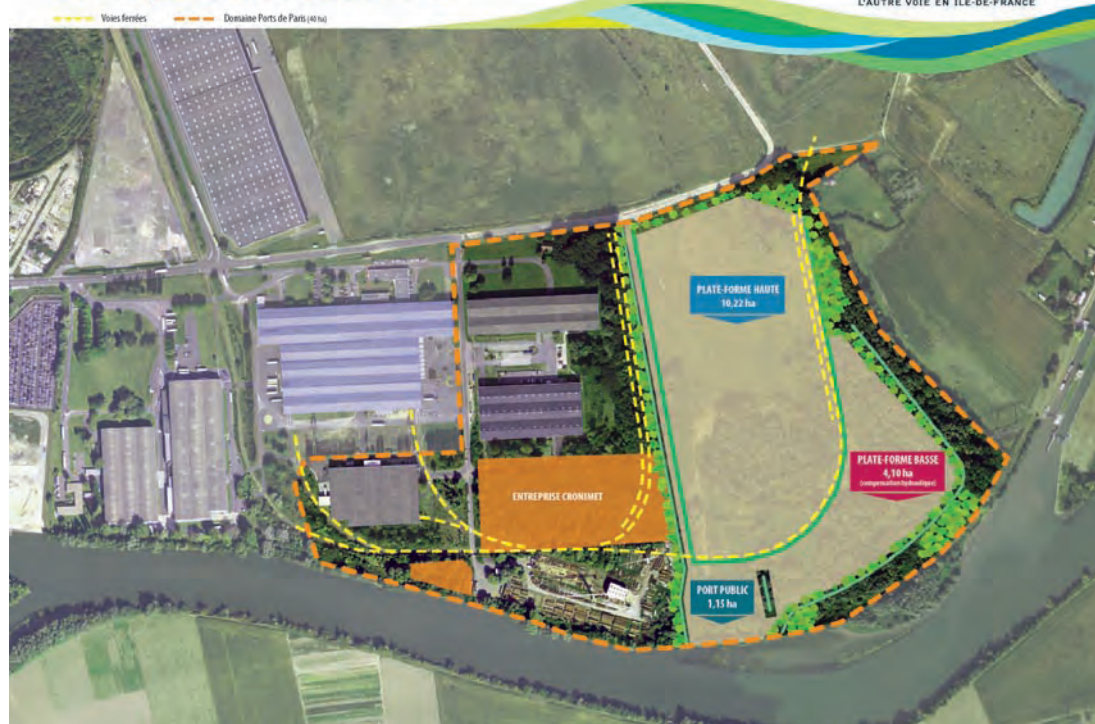 L'AUTRE VOIE EN ILE-DE-FRANCE
Voies ferrées
Domaine Ports de Paris (40 ha)
PLATE-FORME HAUTE
10,22 ha
PLATE-FORME BASSE
4,10 ha
(compensation hydraulique)
ENTREPRISE CRONIMET
PORT PUBLIC
1,15 ha